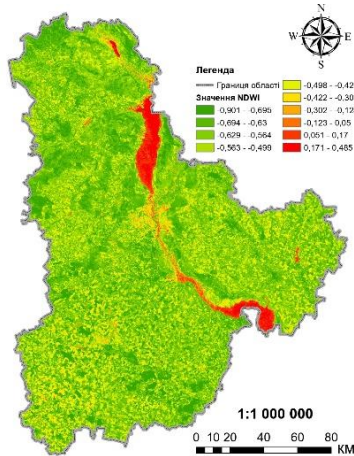 N
W E
S
Легенда
Границя області
Значення NDWI
-0,901 - -0,695
-0,694 - -0,63
-0,629 - -0,564
-0,563 - -0,499
-0,498 - -0,42
-0,422 - -0,30
-0,302 - -0,12
-0,123 - 0,05
0,051 - 0,17
0,171 - 0,485
1:1 000 000
0 10 20 40 60 80
КМ